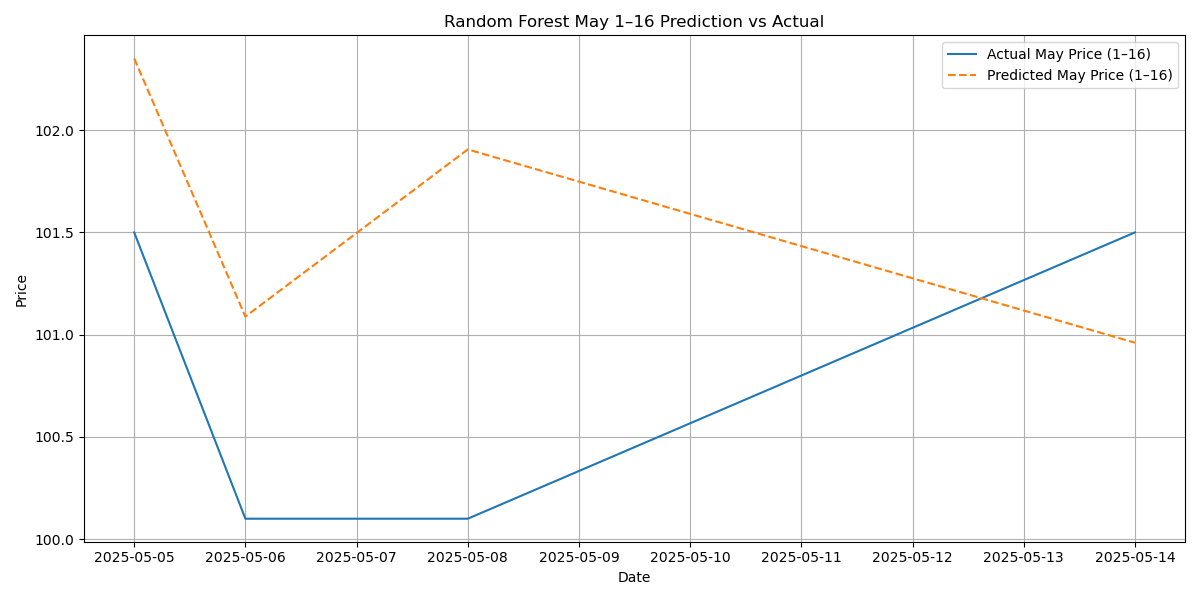 Random Forest May 1–16 Prediction vs Actual
Actual May Price (1–16)
Predicted May Price (1–16)
102.0
101.5
101.0
100.5
100.0
Price
2025-05-05 2025-05-06 2025-05-07 2025-05-08 2025-05-09 2025-05-10 2025-05-11 2025-05-12 2025-05-13 2025-05-14
Date